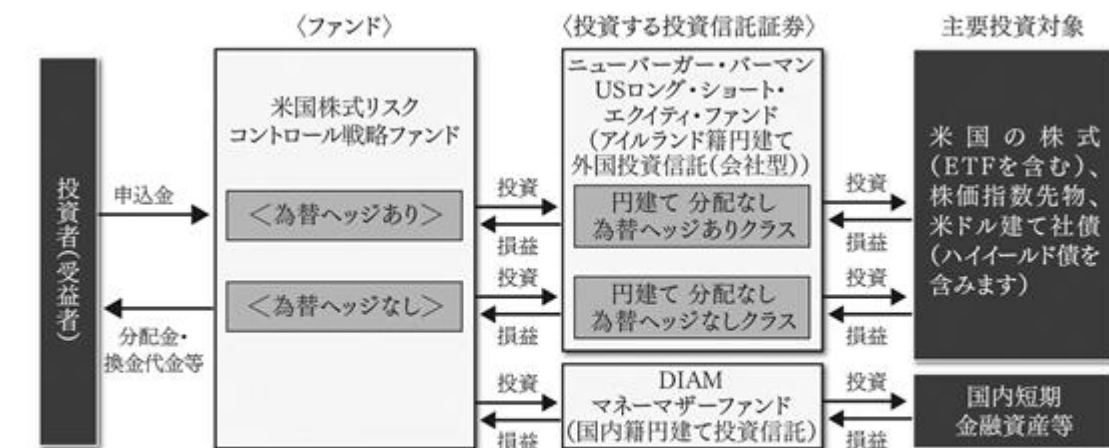 〈ファンド〉
〈投資する投資信託証券〉
主要投資対象
投資者(受益者)
申込金
分配金・
換金代金等
米国株式リスク
コントロール戦略ファンド
<為替ヘッジあり>
<為替ヘッジなし>
投資
損益
投資
損益
投資
損益
ニューバーガー・バーマン
USロング・ショート・
エクイティ・ファンド
(アイルランド籍円建て
外国投資信託(会社型))
円建て 分配なし
為替ヘッジありクラス
円建て 分配なし
為替ヘッジなしクラス
DIAM
マネーマザーファンド
(国内籍円建て投資信託)
投資
損益
投資
損益
投資
損益
米国の株式
(ETFを含む)、
株価指数先物、
米ドル建て社債
(ハイイールド債を
含みます)
国内短期
金融資産等